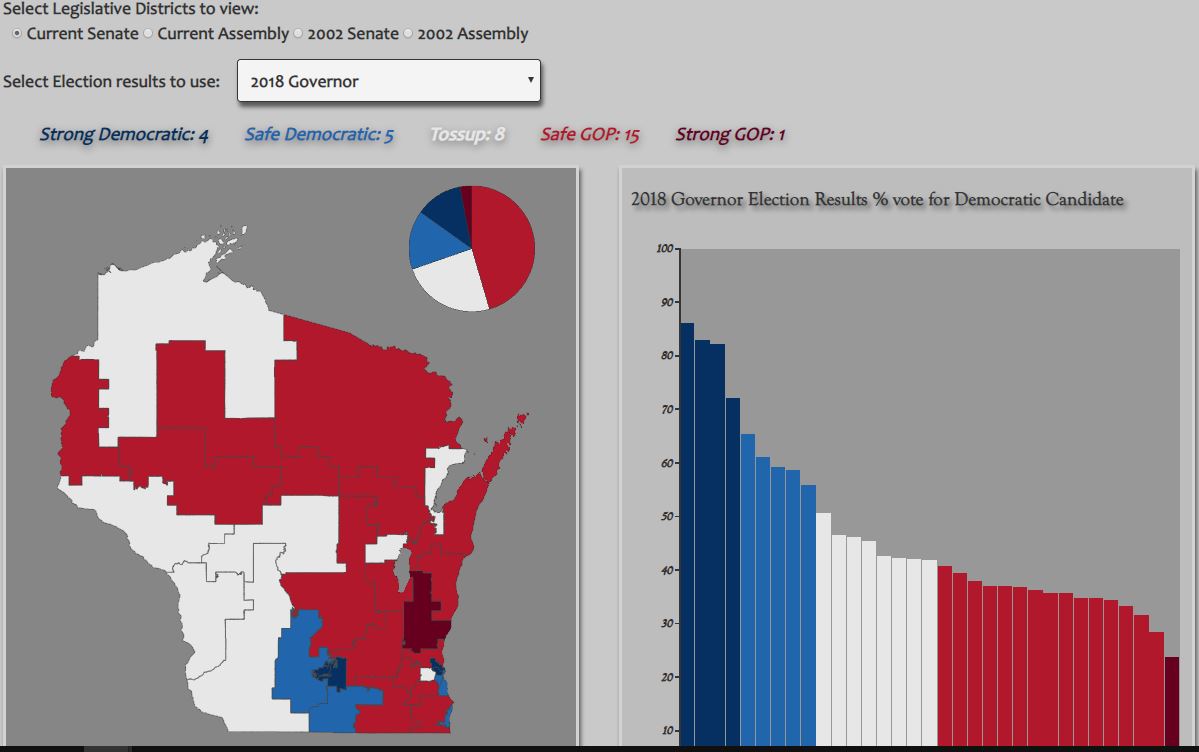 Select Legislative Districts to view:
Current Senate Current Assembly 2002 Senate 2002 Assembly
Select Election results to use: 2018 Governor
Strong Democratic: 4 Safe Democratic: 5 Tossup: 8 Safe GOP: 15 Strong GOP: 1
2018 Governor Election Results % vote for Democratic Candidate
100
90
80
70
60
50
40
30
20
10